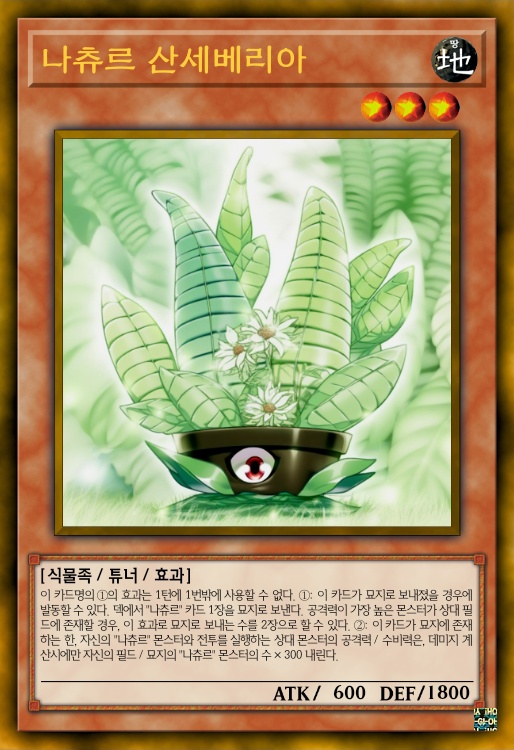 나츄르 산세베리아
땅
地
[식물족 / 튜너 / 효과]
이 카드명의 ①의 효과는 1턴에 1번밖에 사용할 수 없다. ①: 이 카드가 묘지로 보내졌을 경우에
발동할 수 있다. 덱에서 "나츄르" 카드 1장을 묘지로 보낸다. 공격력이 가장 높은 몬스터가 상대 필
드에 존재할 경우, 이 효과로 묘지로 보내는 수를 2장으로 할 수 있다. ②: 이 카드가 묘지에 존재
하는 한, 자신의 "나츄르" 몬스터와 전투를 실행하는 상대 몬스터의 공격력 / 수비력은, 데미지 계
산시에만 자신의 필드 / 묘지의 "나츄르" 몬스터의 수 × 300 내린다.
ATK / 600 DEF/1800